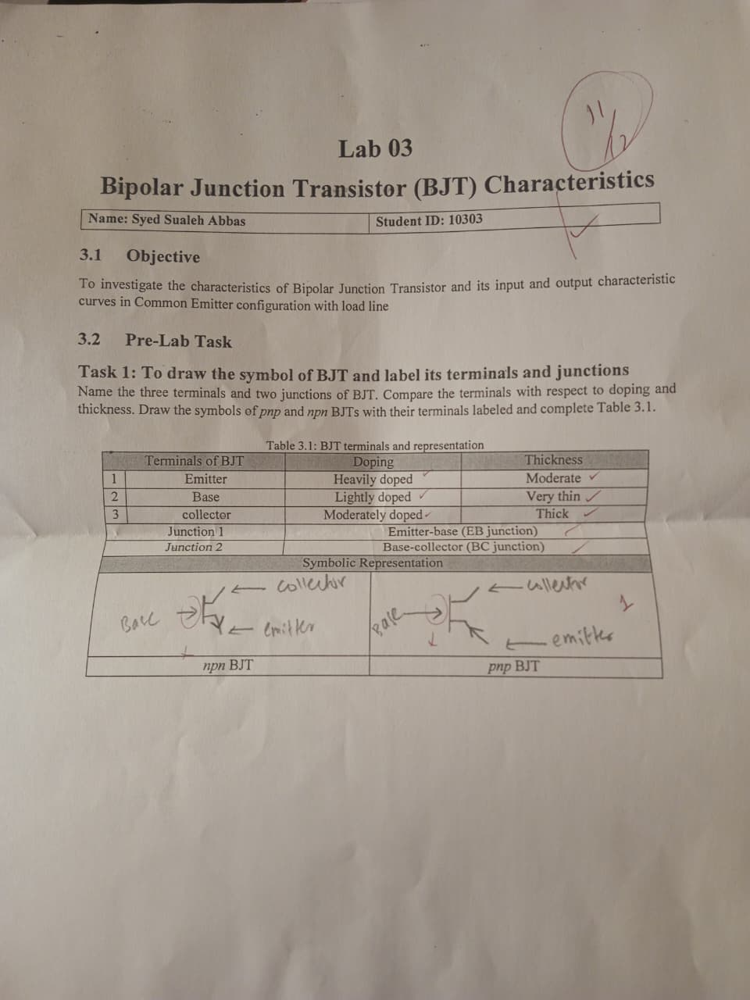 11/12
Lab 03
Bipolar Junction Transistor (BJT) Characteristics
Name: Syed Sualeh Abbas Student ID: 10303
3.1 Objective
To investigate the characteristics of Bipolar Junction Transistor and its input and output characteristic
curves in Common Emitter configuration with load line
3.2 Pre-Lab Task
Task 1: To draw the symbol of BJT and label its terminals and junctions
Name the three terminals and two junctions of BJT. Compare the terminals with respect to doping and
thickness. Draw the symbols of pnp and npn BJTs with their terminals labeled and complete Table 3.1.
Table 3.1: BJT terminals and representation
Terminals of BJT Doping Thickness
1 Emitter Heavily doped Moderate
2 Base Lightly doped Very thin
3 collector Moderately doped Thick
Junction 1 Emitter-base (EB junction)
Junction 2 Base-collector (BC junction)
Symbolic Representation
collector collector
Base emitter Base emitter
1
npn BJT pnp BJT